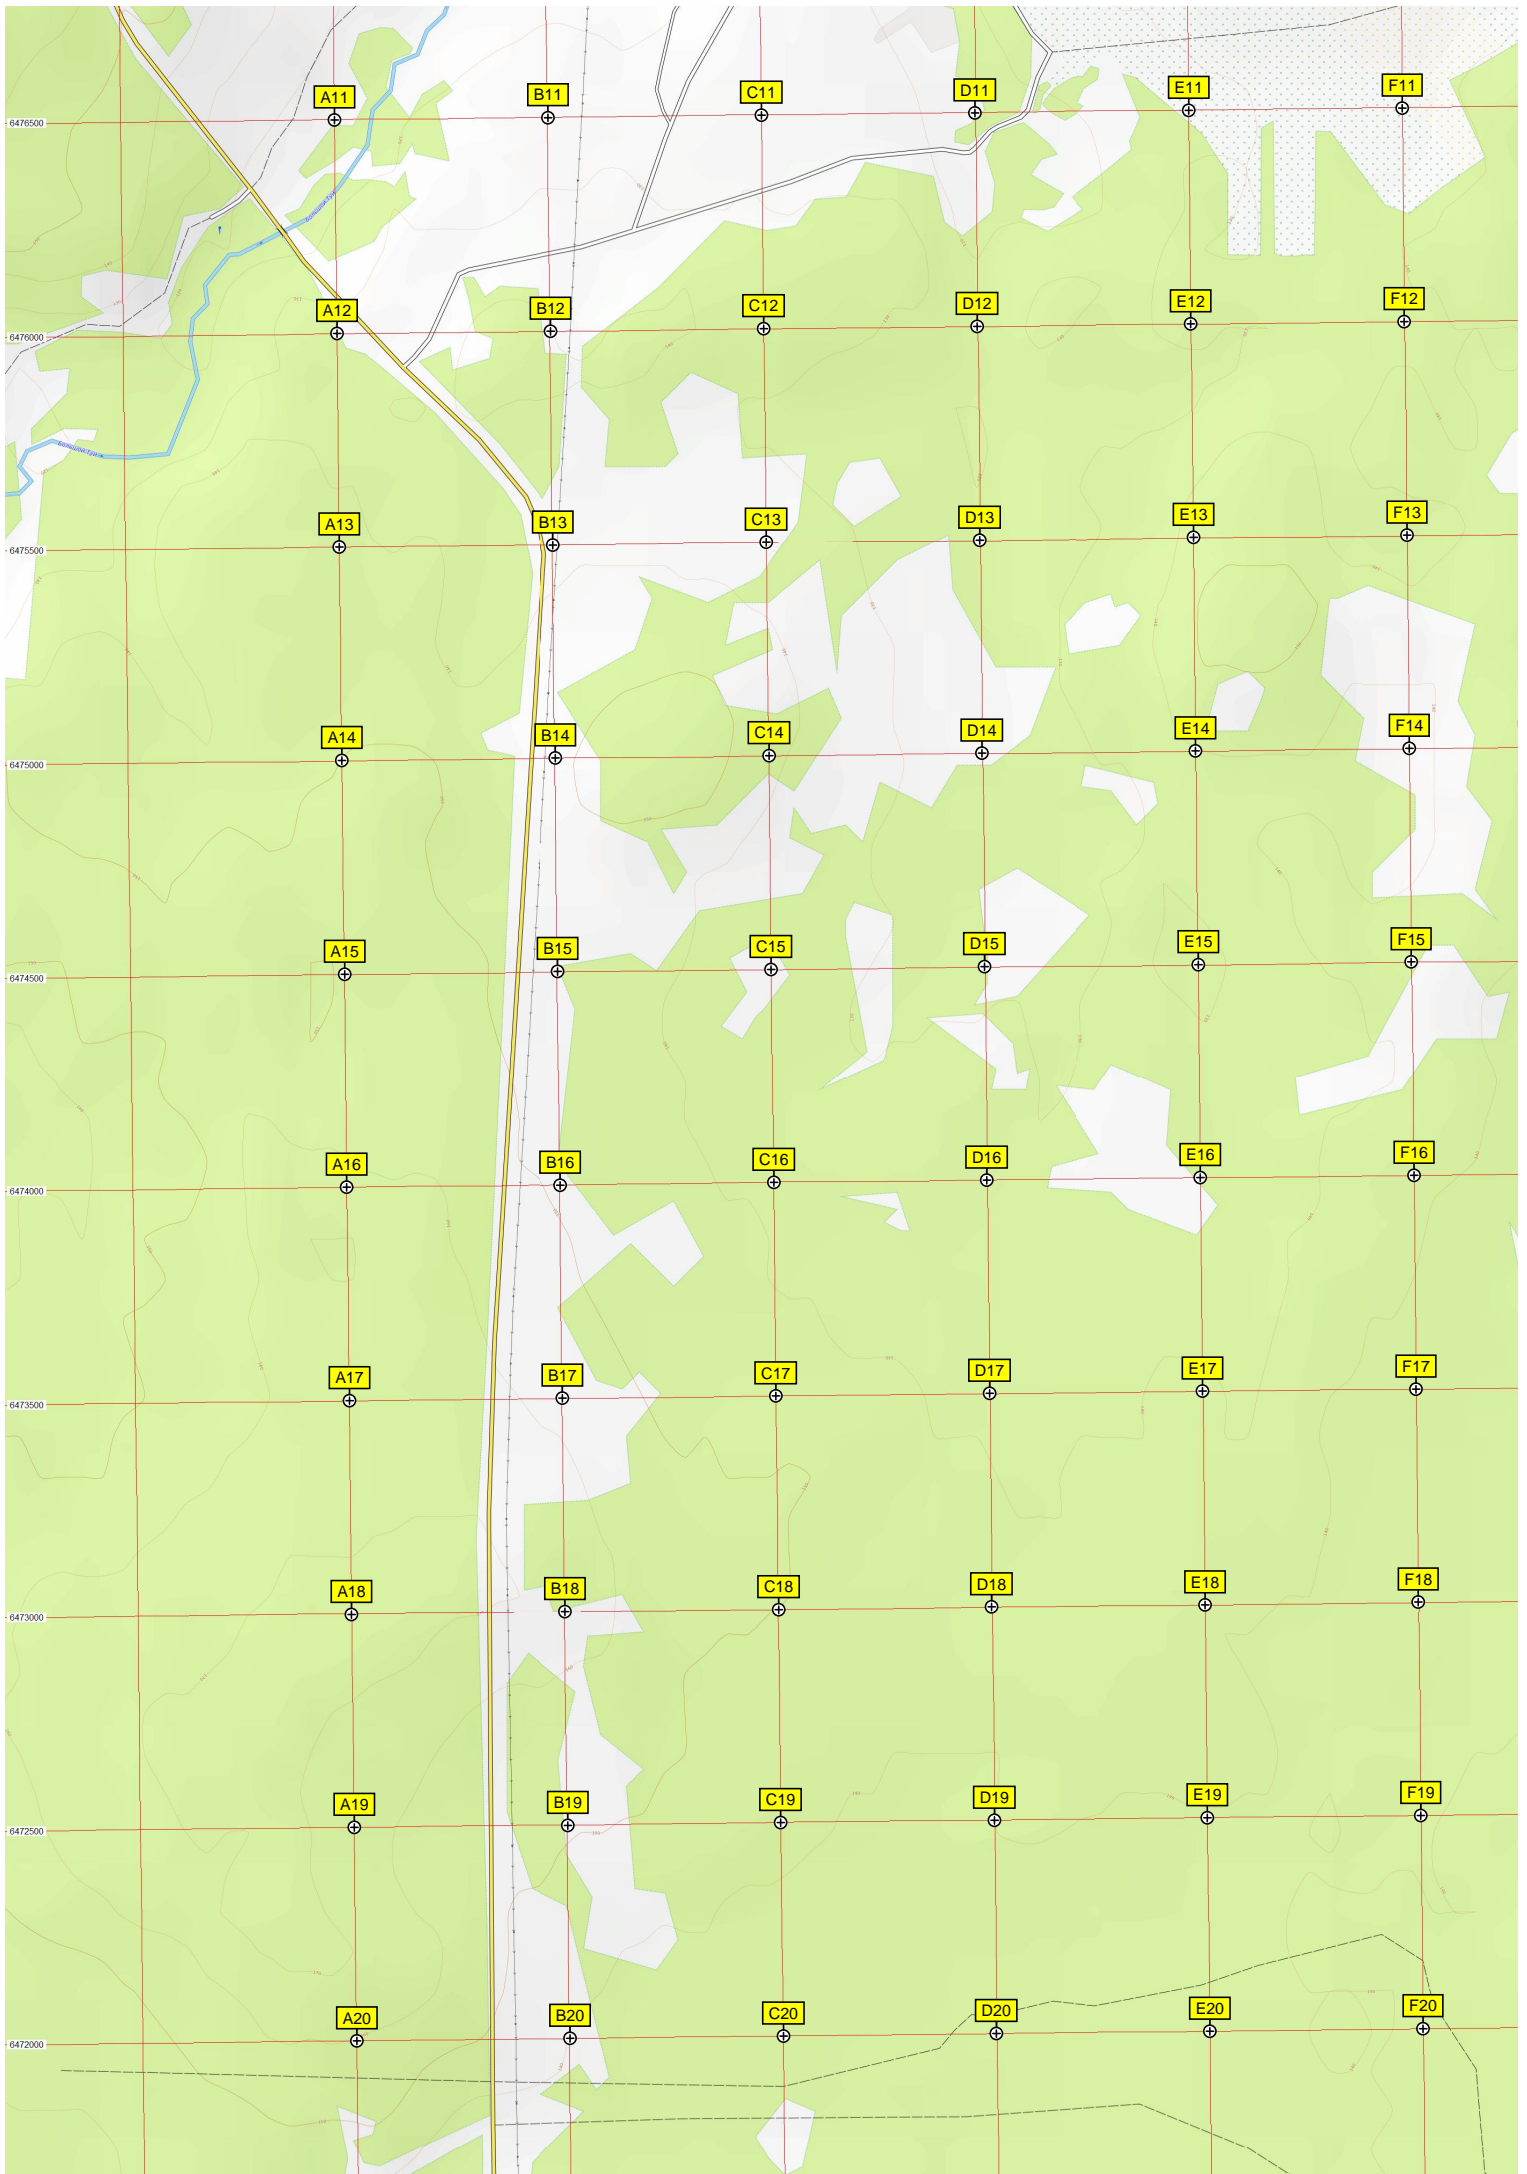 A11 B11 C11 D11 E11 F11
6476500
A12 B12 C12 D12 E12 F12
6476000
A13 B13 C13 D13 E13 F13
6475500
A14 B14 C14 D14 E14 F14
6475000
A15 B15 C15 D15 E15 F15
6474500
A16 B16 C16 D16 E16 F16
6474000
A17 B17 C17 D17 E17 F17
6473500
A18 B18 C18 D18 E18 F18
6473000
A19 B19 C19 D19 E19 F19
6472500
A20 B20 C20 D20 E20 F20
6472000